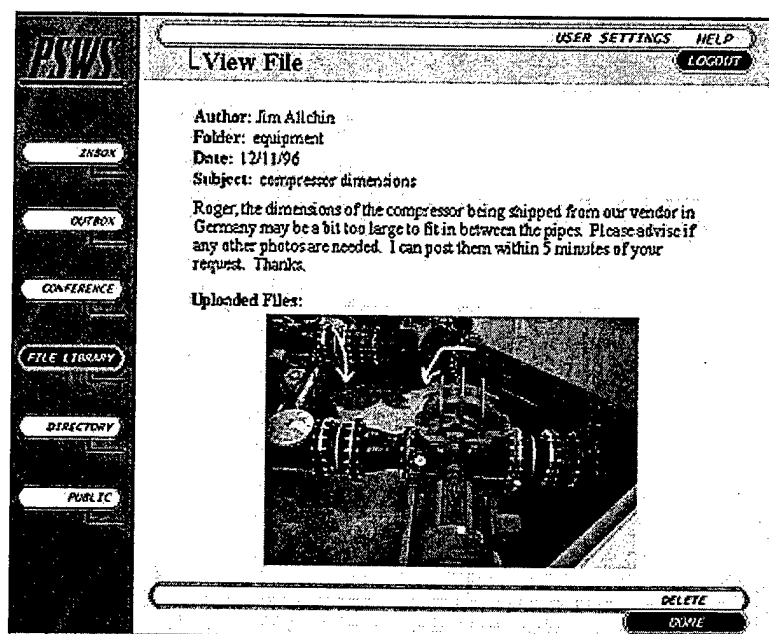 PSWS
USER SETTINGS HELP
View File
LOGOUT
Author: Jim Allchin
Folder: equipment
Date: 12/11/96
Subject: compressor dimensions
INBOX
OUTBOX
CONFERENCE
FILE LIBRARY
DIRECTORY
PUBLIC
Roger, the dimensions of the compressor being shipped from our vendor in
Germany may be a bit too large to fit in between the pipes. Please advise if
any other photos are needed. I can post them within 5 minutes of your
request. Thanks.
Uploaded Files:
DELETE
DONE